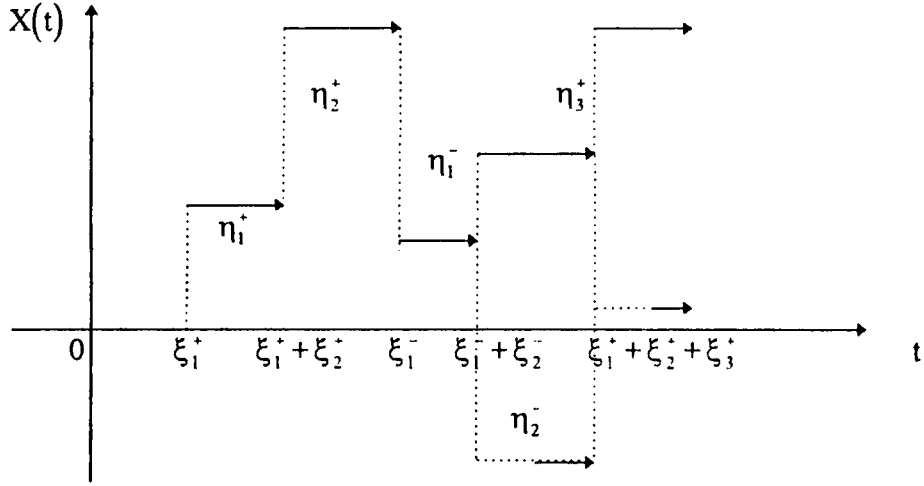 X(t)
η₂⁺ η₃⁺
η₁⁻
η₁⁺
0 ξ₁⁺ ξ₁⁺ + ξ₂⁺ ξ₁⁻ ξ₁⁻ + ξ₂⁻ ξ₁⁺ + ξ₂⁺ + ξ₃⁺ t
η₂⁻